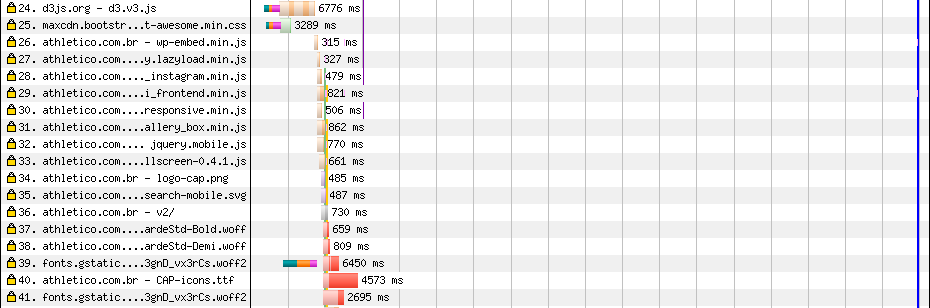 24. d3js.org - d3.v3.js 6776 ms
25. maxcdn.bootstr...t-awesome.min.css 3289 ms
26. athletico.com.br - wp-embed.min.js 315 ms
27. athletico.com....y.lazyload.min.js 327 ms
28. athletico.com...._instagram.min.js 479 ms
29. athletico.com....i_frontend.min.js 821 ms
30. athletico.com....responsive.min.js 506 ms
31. athletico.com....allery_box.min.js 862 ms
32. athletico.com.... jquery.mobile.js 770 ms
33. athletico.com....llscreen-0.4.1.js 661 ms
34. athletico.com.br - logo-cap.png 485 ms
35. athletico.com....search-mobile.svg 487 ms
36. athletico.com.br - v2/ 730 ms
37. athletico.com....ardeStd-Bold.woff 659 ms
38. athletico.com....ardeStd-Demi.woff 809 ms
39. fonts.gstatic....3gnD_vx3rCs.woff2 6450 ms
40. athletico.com.br - CAP-icons.ttf 4573 ms
41. fonts.gstatic....3gnD_vx3rCs.woff2 2695 ms